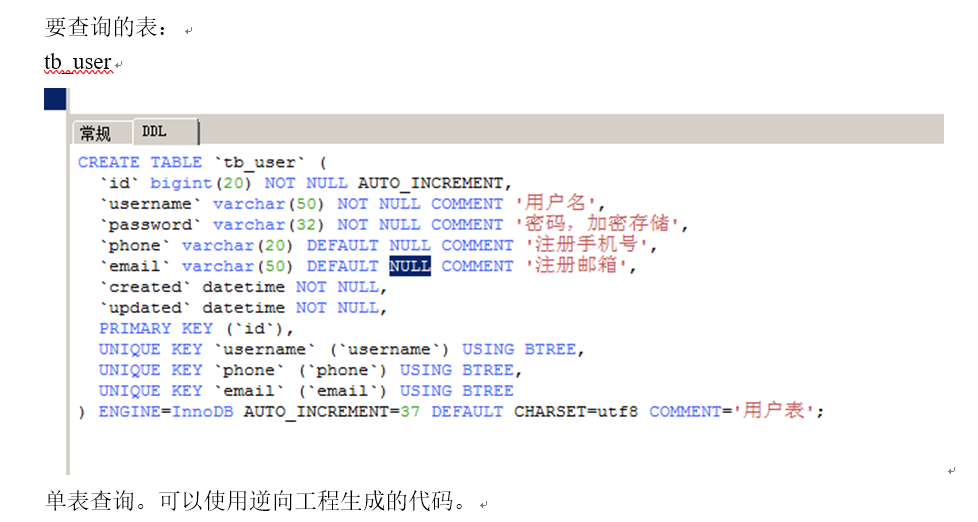 要查询的表：
tb_user
常规 DDL
CREATE TABLE `tb_user` (
`id` bigint(20) NOT NULL AUTO_INCREMENT,
`username` varchar(50) NOT NULL COMMENT '用户名',
`password` varchar(32) NOT NULL COMMENT '密码，加密存储',
`phone` varchar(20) DEFAULT NULL COMMENT '注册手机号',
`email` varchar(50) DEFAULT NULL COMMENT '注册邮箱',
`created` datetime NOT NULL,
`updated` datetime NOT NULL,
PRIMARY KEY (`id`),
UNIQUE KEY `username` (`username`) USING BTREE,
UNIQUE KEY `phone` (`phone`) USING BTREE,
UNIQUE KEY `email` (`email`) USING BTREE
) ENGINE=InnoDB AUTO_INCREMENT=37 DEFAULT CHARSET=utf8 COMMENT='用户表';
单表查询。可以使用逆向工程生成的代码。